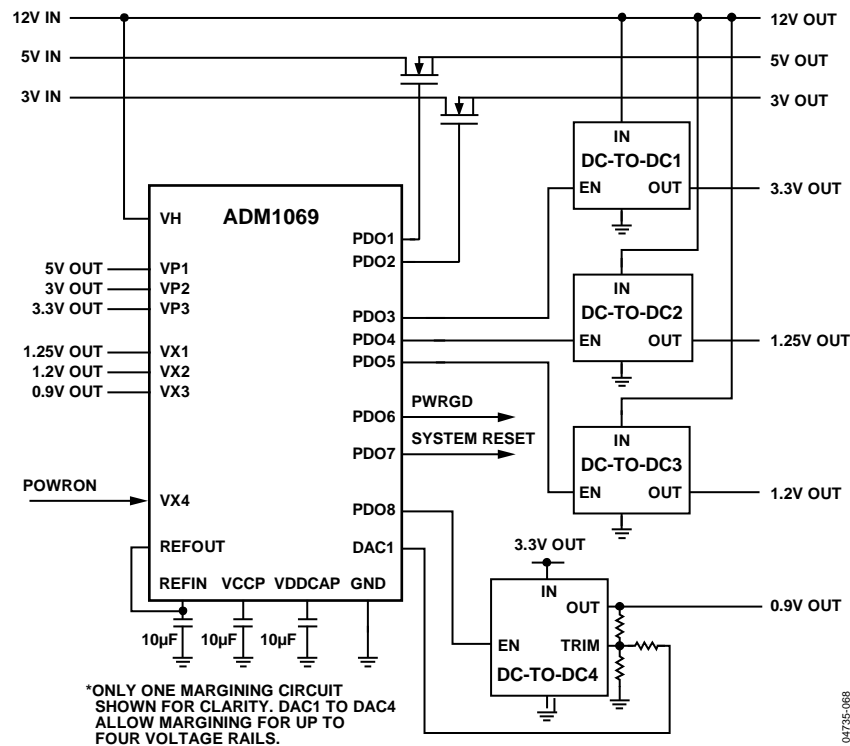 12V IN
12V OUT
5V IN
5V OUT
3V IN
3V OUT
IN
DC-TO-DC1
EN OUT
3.3V OUT
ADM1069
VH
PDO1
PDO2
5V OUT VP1
3V OUT VP2
3.3V OUT VP3
PDO3
IN
DC-TO-DC2
EN OUT
1.25V OUT
PDO4
PDO5
1.25V OUT VX1
1.2V OUT VX2
0.9V OUT VX3
PDO6 PWRGD
PDO7 SYSTEM RESET
IN
DC-TO-DC3
EN OUT
1.2V OUT
POWRON VX4
PDO8
REFOUT
DAC1
REFIN VCCP VDDCAP GND
10µF 10µF 10µF
3.3V OUT
IN
OUT
0.9V OUT
EN TRIM
DC-TO-DC4
*ONLY ONE MARGINING CIRCUIT
SHOWN FOR CLARITY. DAC1 TO DAC4
ALLOW MARGINING FOR UP TO
FOUR VOLTAGE RAILS.
04735-068